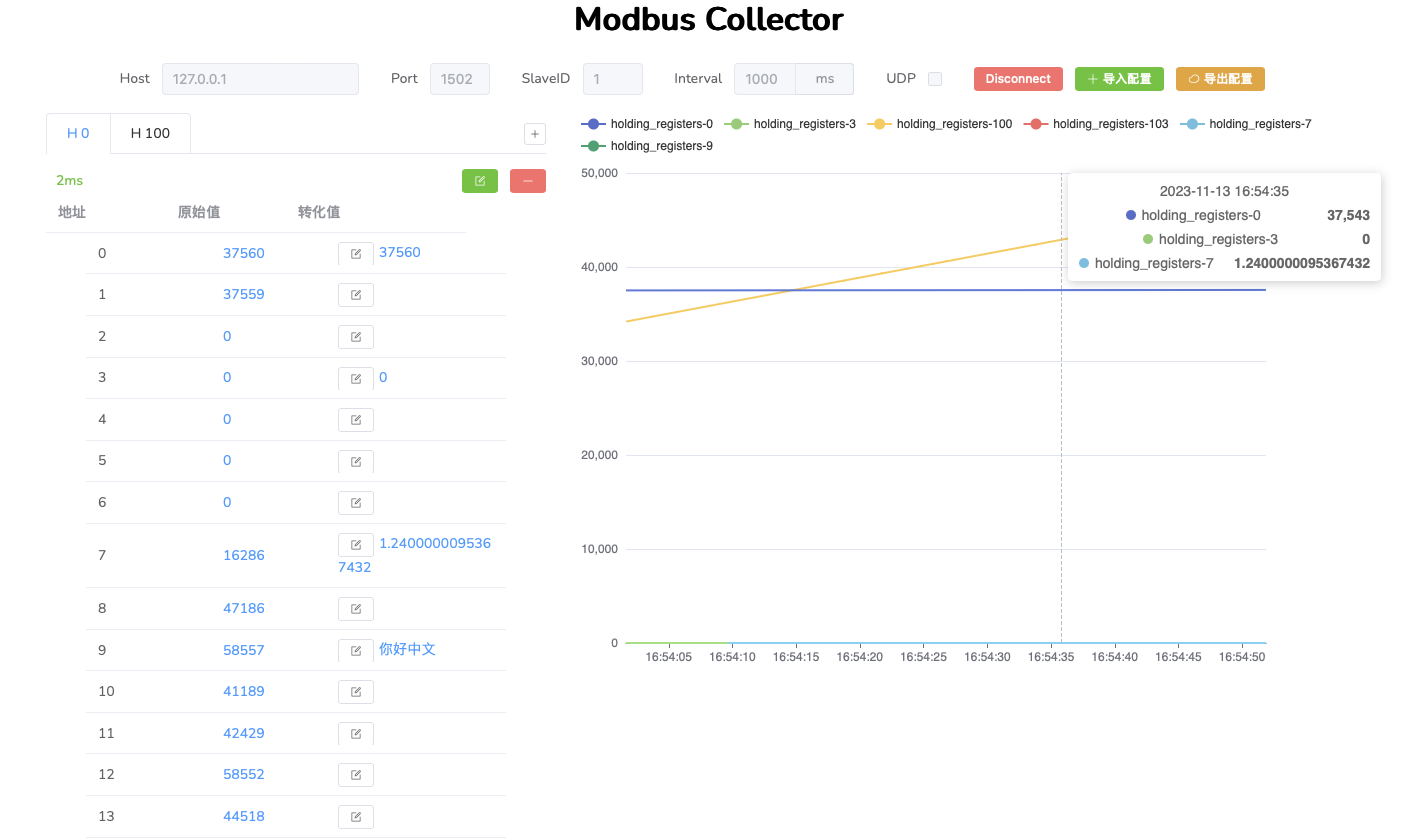 Modbus Collector
Host 127.0.0.1 Port 1502 SlaveID 1 Interval 1000 ms UDP Disconnect 导入配置 导出配置
H 0 H 100
2ms
地址 原始值 转化值
0 37560 37560
1 37559
2 0
3 0 0
4 0
5 0
6 0
7 16286 1.240000009536
7432
8 47186
9 58557 你好中文
10 41189
11 42429
12 58552
13 44518
holding_registers-0 holding_registers-3 holding_registers-100 holding_registers-103 holding_registers-7
holding_registers-9
50,000
40,000
30,000
20,000
10,000
0
16:54:05 16:54:10 16:54:15 16:54:20 16:54:25 16:54:30 16:54:35 16:54:40 16:54:45 16:54:50
2023-11-13 16:54:35
holding_registers-0 37,543
holding_registers-3 0
holding_registers-7 1.2400000095367432